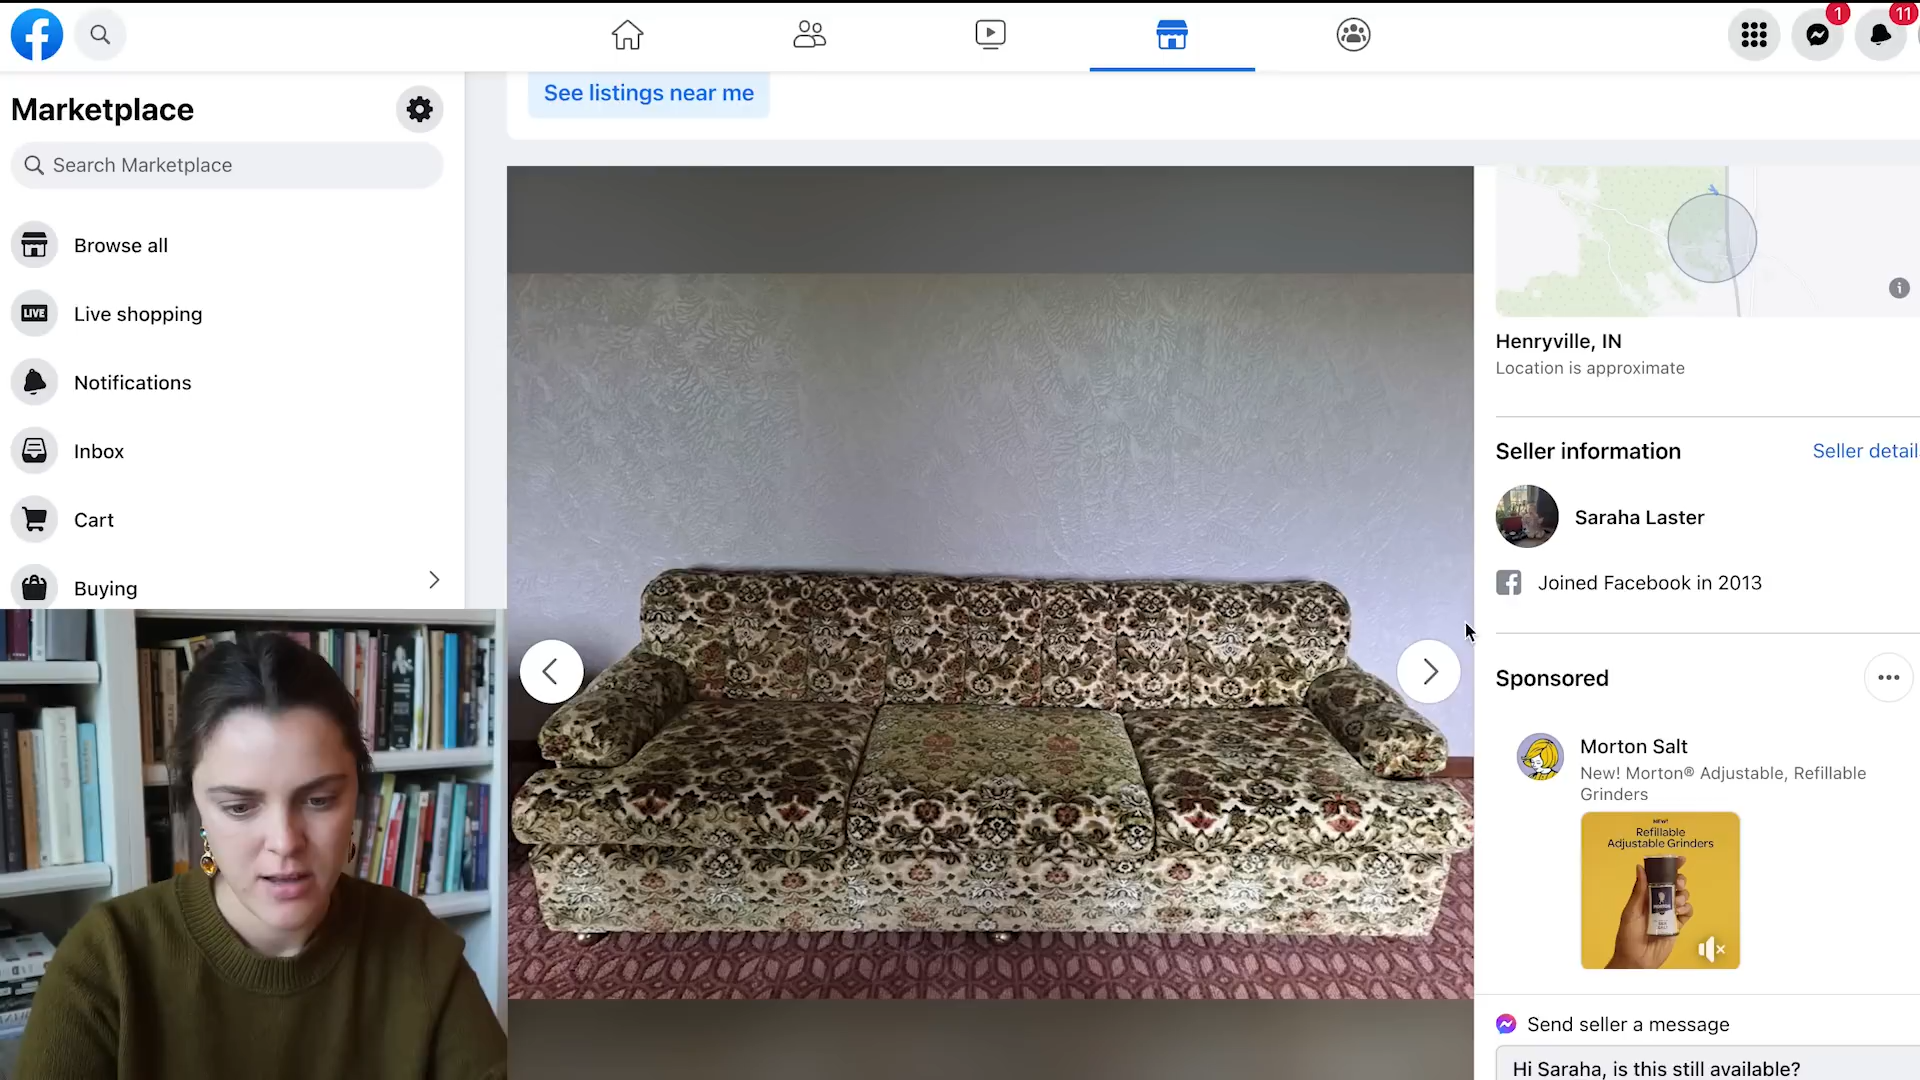 1
11
See listings near me
Marketplace
Search Marketplace
Browse all
LIVE
Live shopping
Notifications
Inbox
Cart
Buying
Henryville, IN
Location is approximate
Seller information
Seller detail
Saraha Laster
Joined Facebook in 2013
Sponsored
Morton Salt
New! Morton® Adjustable, Refillable
Grinders
NEW!
Refillable
Adjustable Grinders
Send seller a message
Hi Saraha, is this still available?